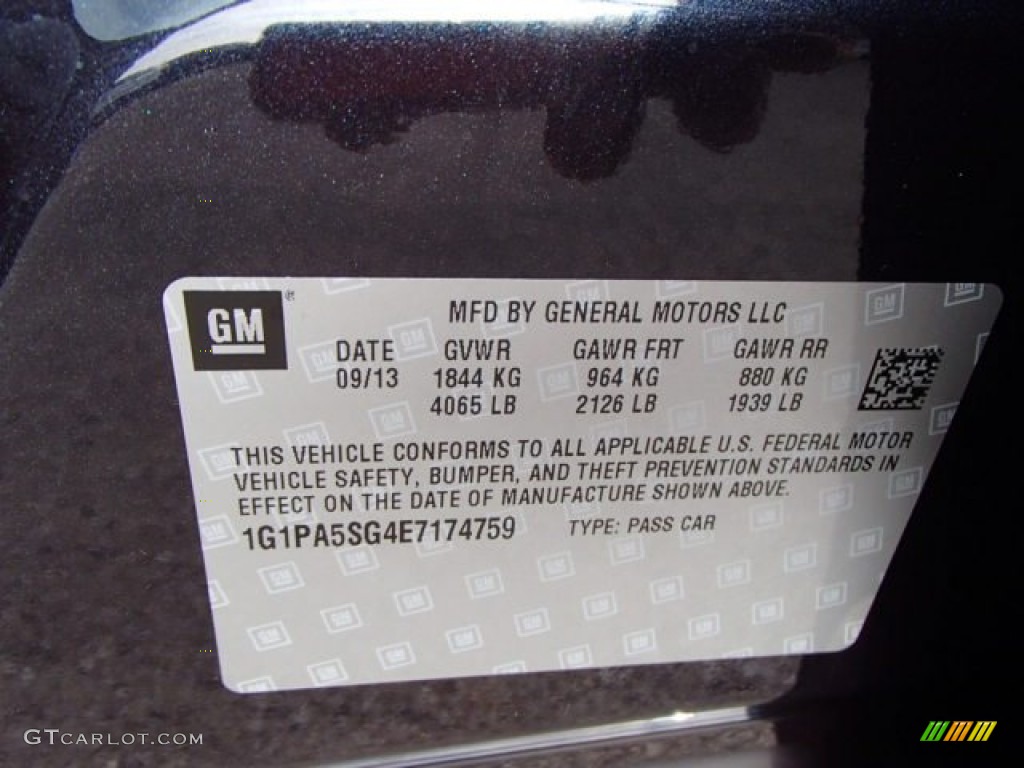 GM®
MFD BY GENERAL MOTORS LLC
DATE GVWR GAWR FRT GAWR RR
09/13 1844 KG 964 KG 880 KG
4065 LB 2126 LB 1939 LB
THIS VEHICLE CONFORMS TO ALL APPLICABLE U.S. FEDERAL MOTOR
VEHICLE SAFETY, BUMPER, AND THEFT PREVENTION STANDARDS IN
EFFECT ON THE DATE OF MANUFACTURE SHOWN ABOVE.
1G1PA5SG4E7174759 TYPE: PASS CAR
GTCARLOT.COM